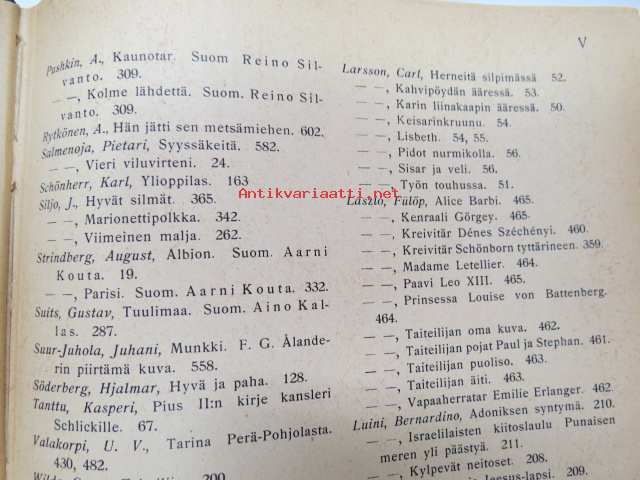 V
Pushkin, A., Kaunotar. Suom Reino Sil-
vanto. 309.
— —, Kolme lähdettä. Suom. Reino Sil-
vanto. 309.
Rytkönen, A., Hän jätti sen metsämiehen. 602.
Salmenoja, Pietari, Syyssäkeitä. 582.
— —, Vieri viluvirteni. 24.
Schönherr, Karl, Ylioppilas. 163
Siljo, J., Hyvät silmät. 365.
— —, Marionettipolkka. 342.
— —, Viimeinen malja. 262.
Strindberg, August, Albion. Suom. Aarni
Kouta. 19.
— —, Parisi. Suom. Aarni Kouta. 332.
Suits, Gustav, Tuulimaa. Suom. Aino Kal-
las. 287.
Suur-Juhola, Juhani, Munkki. F. G. Ålande-
rin piirtämä kuva. 558.
Söderberg, Hjalmar, Hyvä ja paha. 128.
Tanttu, Kasperi, Pius II:n kirje kansleri
Schlickille. 67.
Valakorpi, U. V., Tarina Perä-Pohjolasta.
430, 482.
200
Larsson, Carl, Herneitä silpimässä 52.
— —, Kahvipöydän ääressä. 53.
— —, Karin liinakaapin ääressä. 50.
— —, Keisarinkruunu. 54.
— —, Lisbeth. 54, 55.
— —, Pidot nurmikolla. 56.
— —, Sisar ja veli. 56.
— —, Työn touhussa. 51.
László, Fülöp, Alice Barbi. 465.
— —, Kenraali Görgey. 465.
— —, Kreivitär Dénes Széchényi. 460.
— —, Kreivitär Schönborn tyttärineen. 359.
— —, Madame Letellier. 464.
— —, Paavi Leo XIII. 465.
— —, Prinsessa Louise von Battenberg.
464.
— —, Taiteilijan oma kuva. 462.
— —, Taiteilijan pojat Paul ja Stephan. 461.
— —, Taiteilijan puoliso. 463.
— —, Taiteilijan äiti. 463.
— —, Vapaaherratar Emilie Erlanger. 462.
Luini, Bernardino, Adoniksen syntymä. 210.
— —, Israelilaisten kiitoslaulu Punaisen
meren yli päästyä. 211.
— —, Kylpevät neitoset. 208.
Jeesus-lapsi. 209.
Antikvariaatti.net